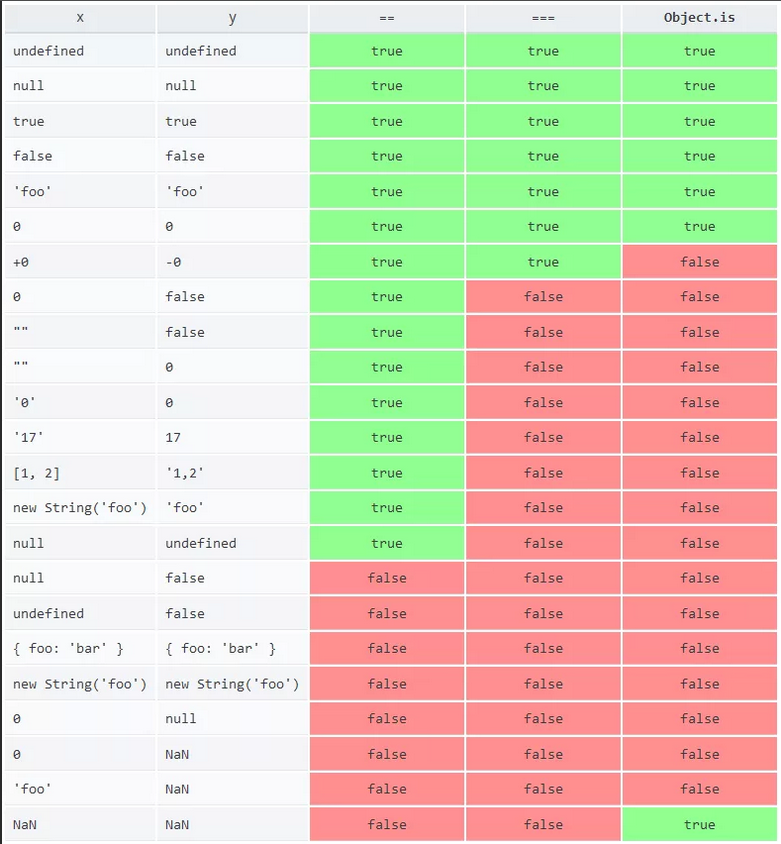 x y == === Object.is
undefined undefined true true true
null null true true true
true true true true true
false false true true true
'foo' 'foo' true true true
0 0 true true true
+0 -0 true true false
0 false true false false
"" false true false false
"" 0 true false false
'0' 0 true false false
'17' 17 true false false
[1, 2] '1,2' true false false
new String('foo') 'foo' true false false
null undefined true false false
null false false false false
undefined false false false false
{ foo: 'bar' } { foo: 'bar' } false false false
new String('foo') new String('foo') false false false
0 null false false false
0 NaN false false false
'foo' NaN false false false
NaN NaN false false true